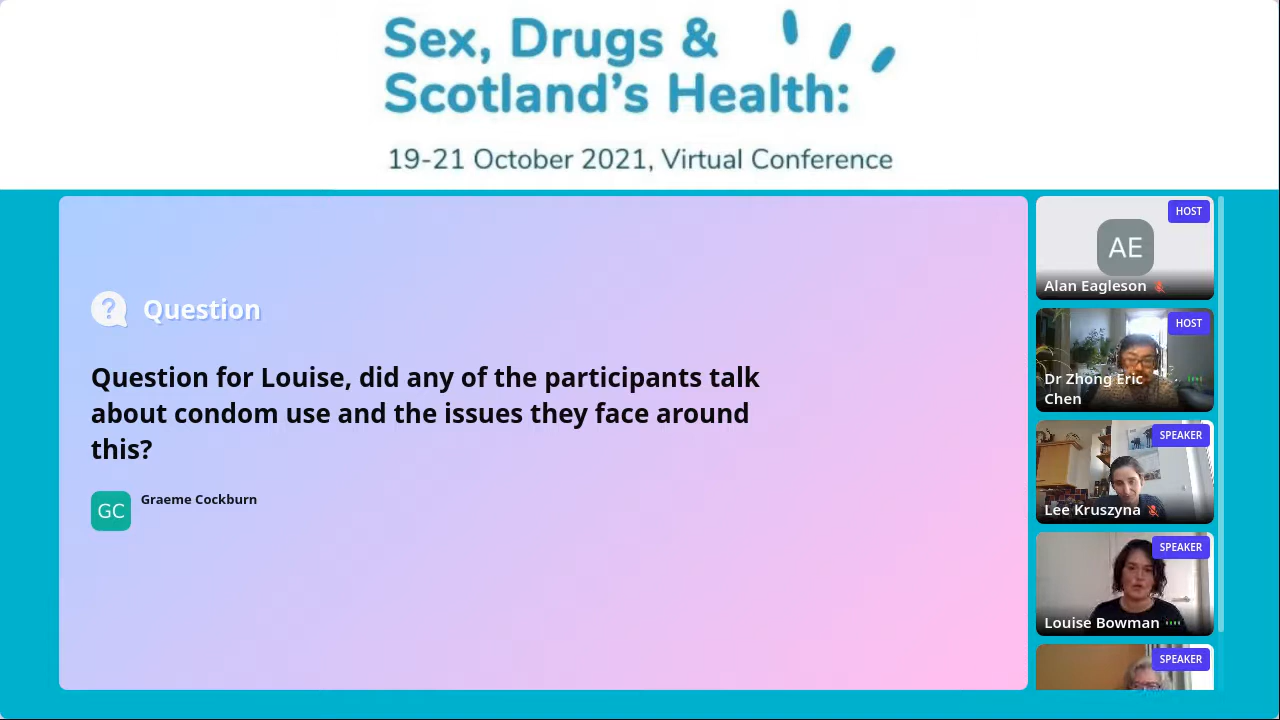 Sex, Drugs &
Scotland's Health:
19-21 October 2021, Virtual Conference
Question
Question for Louise, did any of the participants talk
about condom use and the issues they face around
this?
GC
Graeme Cockburn
HOST
AE
Alan Eagleson
HOST
Dr Zhong Eric
Chen
SPEAKER
Lee Kruszyna
SPEAKER
Louise Bowman
SPEAKER